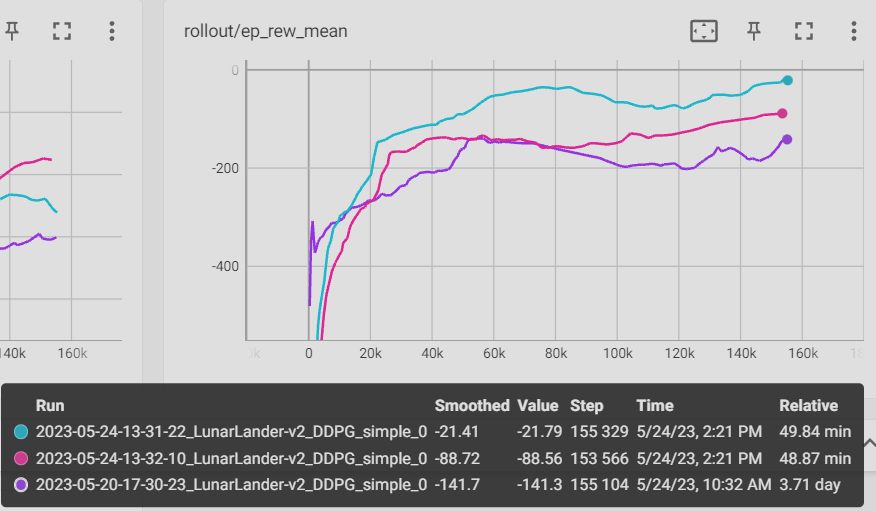 rollout/ep_rew_mean
0
-200
-400
140k 160k
0 20k 40k 60k 80k 100k 120k 140k 160k
Run Smoothed Value Step Time Relative
2023-05-24-13-31-22_LunarLander-v2_DDPG_simple_0 -21.41 -21.79 155 329 5/24/23, 2:21 PM 49.84 min
2023-05-24-13-32-10_LunarLander-v2_DDPG_simple_0 -88.72 -88.56 153 566 5/24/23, 2:21 PM 48.87 min
2023-05-20-17-30-23_LunarLander-v2_DDPG_simple_0 -141.7 -141.3 155 104 5/24/23, 10:32 AM 3.71 day